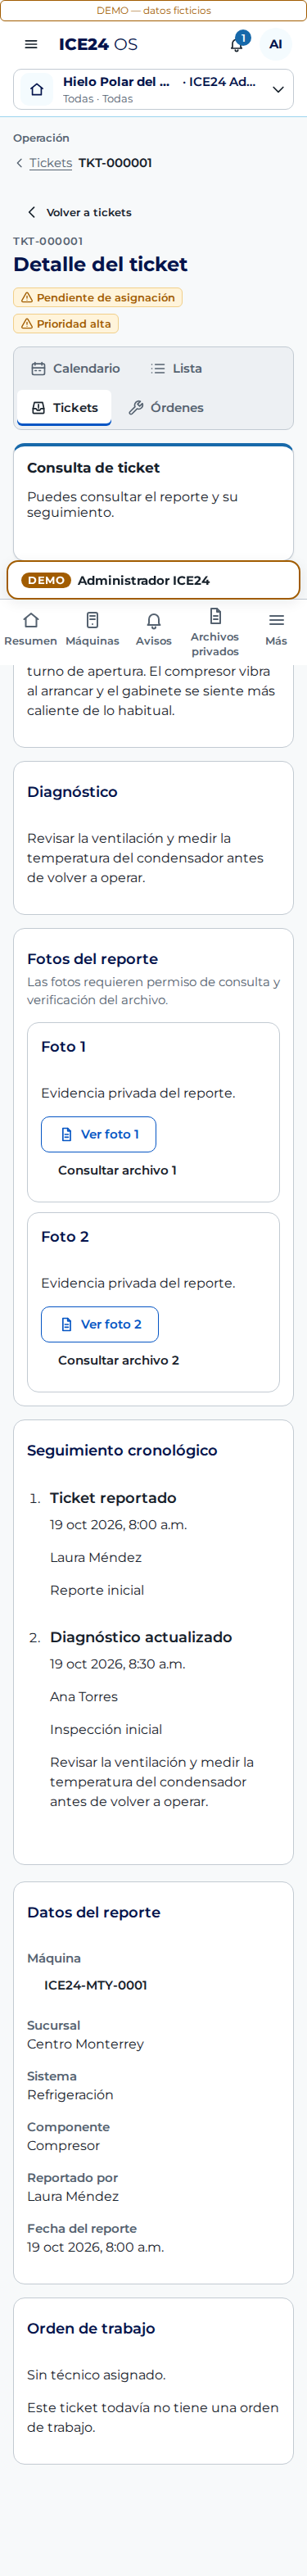 DEMO — datos ficticios
ICE24 OS
1
AI
Hielo Polar del ... · ICE24 Ad...
Todas · Todas
Operación
Tickets TKT-000001
Volver a tickets
TKT-000001
Detalle del ticket
Pendiente de asignación
Prioridad alta
Calendario
Lista
Tickets
Órdenes
Consulta de ticket
Puedes consultar el reporte y su
seguimiento.
DEMO Administrador ICE24
Resumen
Máquinas
Avisos
Archivos
privados
Más
turno de apertura. El compresor vibra
al arrancar y el gabinete se siente más
caliente de lo habitual.
Diagnóstico
Revisar la ventilación y medir la
temperatura del condensador antes
de volver a operar.
Fotos del reporte
Las fotos requieren permiso de consulta y
verificación del archivo.
Foto 1
Evidencia privada del reporte.
Ver foto 1
Consultar archivo 1
Foto 2
Evidencia privada del reporte.
Ver foto 2
Consultar archivo 2
Seguimiento cronológico
1. Ticket reportado
19 oct 2026, 8:00 a.m.
Laura Méndez
Reporte inicial
2. Diagnóstico actualizado
19 oct 2026, 8:30 a.m.
Ana Torres
Inspección inicial
Revisar la ventilación y medir la
temperatura del condensador
antes de volver a operar.
Datos del reporte
Máquina
ICE24-MTY-0001
Sucursal
Centro Monterrey
Sistema
Refrigeración
Componente
Compresor
Reportado por
Laura Méndez
Fecha del reporte
19 oct 2026, 8:00 a.m.
Orden de trabajo
Sin técnico asignado.
Este ticket todavía no tiene una orden
de trabajo.